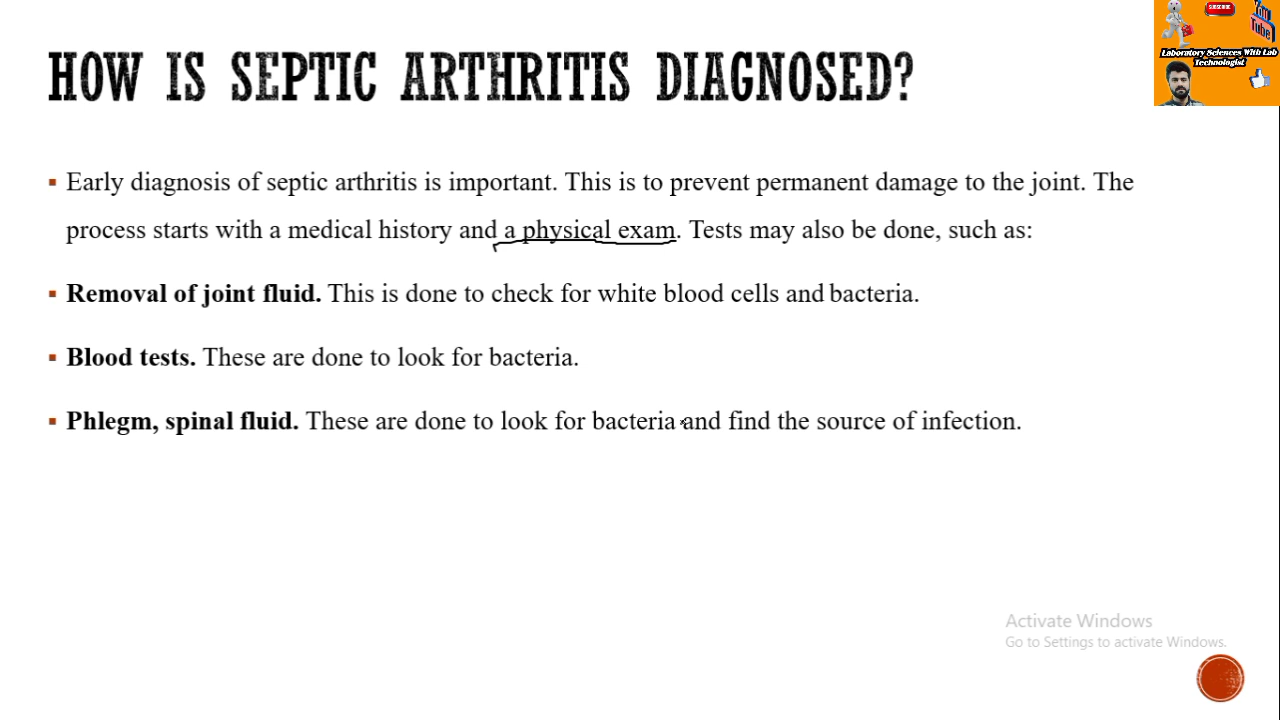 SUBSCRIBE
You
Tube
Laboratory Sciences With Lab
Technologist
HOW IS SEPTIC ARTHRITIS DIAGNOSED?
▪ Early diagnosis of septic arthritis is important. This is to prevent permanent damage to the joint. The
process starts with a medical history and a physical exam. Tests may also be done, such as:
▪ Removal of joint fluid. This is done to check for white blood cells and bacteria.
▪ Blood tests. These are done to look for bacteria.
▪ Phlegm, spinal fluid. These are done to look for bacteria and find the source of infection.
Activate Windows
Go to Settings to activate Windows.